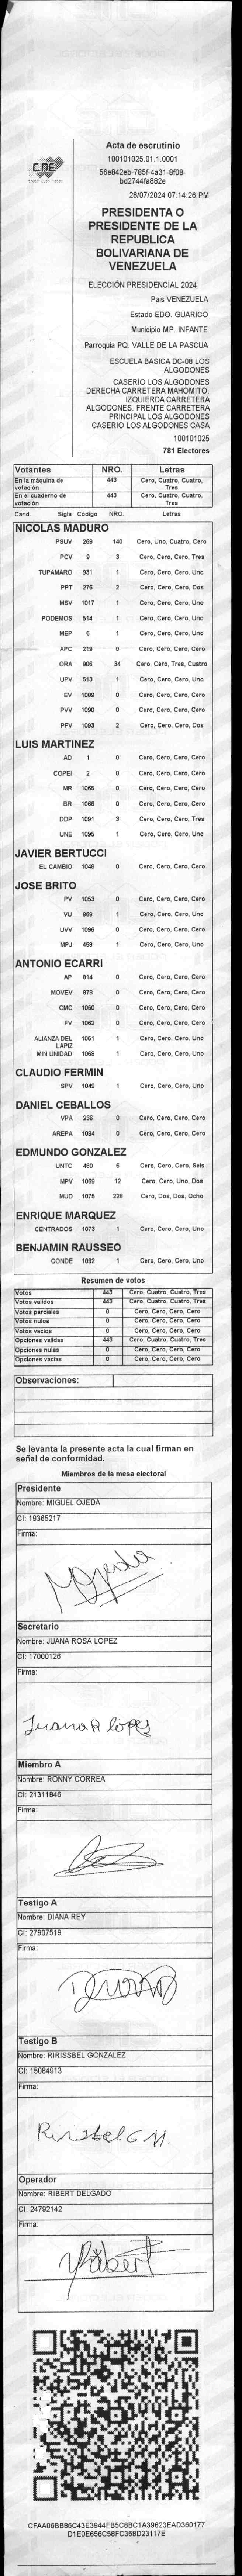 CNE
Acta de escrutinio
100101025.01.1.0001
56e842eb-785f-4a31-8f08-
bd2744fa882e
28/07/2024 07:14:26 PM
PRESIDENTA O
PRESIDENTE DE LA
REPUBLICA
BOLIVARIANA DE
VENEZUELA
ELECCIÓN PRESIDENCIAL 2024
Pais VENEZUELA
Estado EDO. GUARICO
Municipio MP. INFANTE
Parroquia PQ. VALLE DE LA PASCUA
ESCUELA BASICA DC-08 LOS
ALGODONES
CASERIO LOS ALGODONES
DERECHA CARRETERA MAHOMITO.
IZQUIERDA CARRETERA
ALGODONES. FRENTE CARRETERA
PRINCIPAL LOS ALGODONES
CASERIO LOS ALGODONES CASA
100101025
781 Electores
Votantes NRO. Letras
En la máquina de votación 443 Cero, Cuatro, Cuatro, Tres
En el cuaderno de votación 443 Cero, Cuatro, Cuatro, Tres
Cand. Sigla Código NRO. Letras
NICOLAS MADURO
PSUV 269 140 Cero, Uno, Cuatro, Cero
PCV 9 3 Cero, Cero, Cero, Tres
TUPAMARO 931 1 Cero, Cero, Cero, Uno
PPT 276 2 Cero, Cero, Cero, Dos
MSV 1017 1 Cero, Cero, Cero, Uno
PODEMOS 514 1 Cero, Cero, Cero, Uno
MEP 6 1 Cero, Cero, Cero, Uno
APC 219 0 Cero, Cero, Cero, Cero
ORA 906 34 Cero, Cero, Tres, Cuatro
UPV 513 1 Cero, Cero, Cero, Uno
EV 1089 0 Cero, Cero, Cero, Cero
PVV 1090 0 Cero, Cero, Cero, Cero
PFV 1093 2 Cero, Cero, Cero, Dos
LUIS MARTINEZ
AD 1 0 Cero, Cero, Cero, Cero
COPEI 2 0 Cero, Cero, Cero, Cero
MR 1065 0 Cero, Cero, Cero, Cero
BR 1066 0 Cero, Cero, Cero, Cero
DDP 1091 3 Cero, Cero, Cero, Tres
UNE 1095 1 Cero, Cero, Cero, Uno
JAVIER BERTUCCI
EL CAMBIO 1048 0 Cero, Cero, Cero, Cero
JOSE BRITO
PV 1053 0 Cero, Cero, Cero, Cero
VU 868 1 Cero, Cero, Cero, Uno
UVV 1096 0 Cero, Cero, Cero, Cero
MPJ 458 1 Cero, Cero, Cero, Uno
ANTONIO ECARRI
AP 614 0 Cero, Cero, Cero, Cero
MOVEV 878 0 Cero, Cero, Cero, Cero
CMC 1050 0 Cero, Cero, Cero, Cero
FV 1062 0 Cero, Cero, Cero, Cero
ALIANZA DEL LAPIZ 1051 1 Cero, Cero, Cero, Uno
MIN UNIDAD 1068 1 Cero, Cero, Cero, Uno
CLAUDIO FERMIN
SPV 1049 1 Cero, Cero, Cero, Uno
DANIEL CEBALLOS
VPA 236 0 Cero, Cero, Cero, Cero
AREPA 1094 0 Cero, Cero, Cero, Cero
EDMUNDO GONZALEZ
UNTC 460 6 Cero, Cero, Cero, Seis
MPV 1069 12 Cero, Cero, Uno, Dos
MUD 1075 228 Cero, Dos, Dos, Ocho
ENRIQUE MARQUEZ
CENTRADOS 1073 1 Cero, Cero, Cero, Uno
BENJAMIN RAUSSEO
CONDE 1092 1 Cero, Cero, Cero, Uno
Resumen de votos
Votos 443 Cero, Cuatro, Cuatro, Tres
Votos validos 443 Cero, Cuatro, Cuatro, Tres
Votos parciales 0 Cero, Cero, Cero, Cero
Votos nulos 0 Cero, Cero, Cero, Cero
Votos vacios 0 Cero, Cero, Cero, Cero
Opciones validas 443 Cero, Cuatro, Cuatro, Tres
Opciones nulas 0 Cero, Cero, Cero, Cero
Opciones vacias 0 Cero, Cero, Cero, Cero
Observaciones:
Se levanta la presente acta la cual firman en
señal de conformidad.
Miembros de la mesa electoral
Presidente
Nombre: MIGUEL OJEDA
CI: 19365217
Firma:
MOjeda
Secretario
Nombre: JUANA ROSA LOPEZ
CI: 17000126
Firma:
Juana R lopez
Miembro A
Nombre: RONNY CORREA
CI: 21311846
Firma:
Testigo A
Nombre: DIANA REY
CI: 27907519
Firma:
Testigo B
Nombre: RIRISSBEL GONZALEZ
CI: 15084913
Firma:
Operador
Nombre: RIBERT DELGADO
CI: 24792142
Firma:
CFAA06BB86C43E3944FB5C8BC1A39623EAD360177
D1E0E656C58FC368D23117E